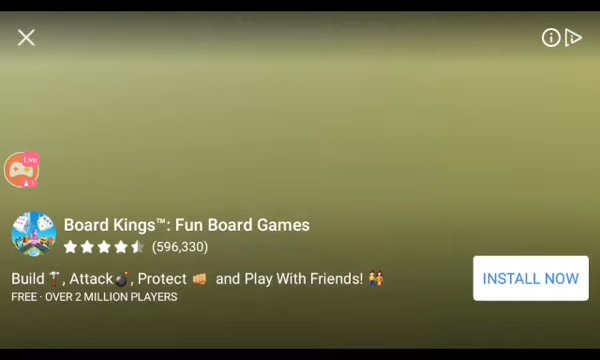 Live
Board Kings™: Fun Board Games
(596,330)
Build 🔨, Attack💣, Protect 👊 and Play With Friends! 👫
FREE · OVER 2 MILLION PLAYERS
INSTALL NOW